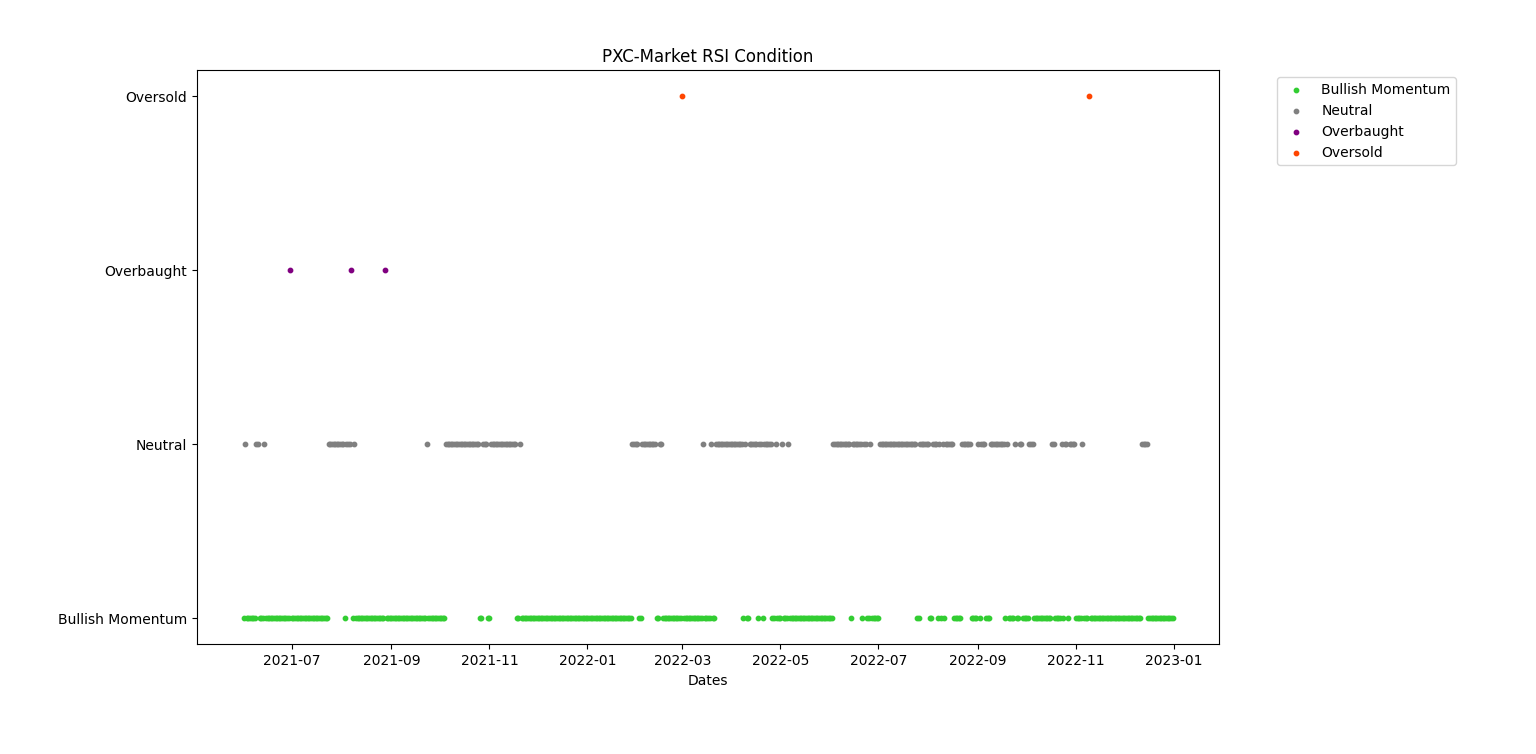 PXC-Market RSI Condition
Oversold
Overbaught
Neutral
Bullish Momentum
2021-07 2021-09 2021-11 2022-01 2022-03 2022-05 2022-07 2022-09 2022-11 2023-01
Dates
Bullish Momentum
Neutral
Overbaught
Oversold